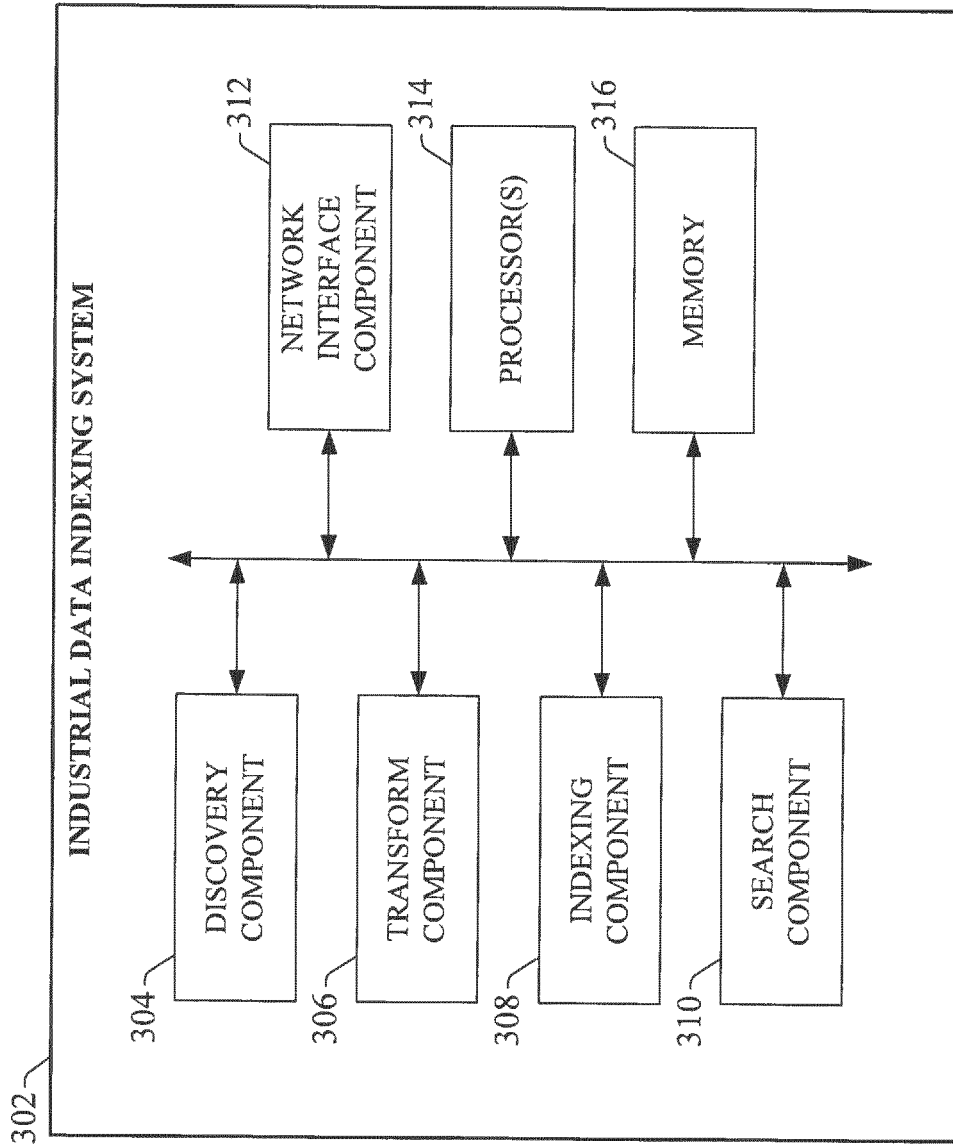 302
INDUSTRIAL DATA INDEXING SYSTEM
304
DISCOVERY
COMPONENT
306
TRANSFORM
COMPONENT
308
INDEXING
COMPONENT
310
SEARCH
COMPONENT
312
NETWORK
INTERFACE
COMPONENT
314
PROCESSOR(S)
316
MEMORY